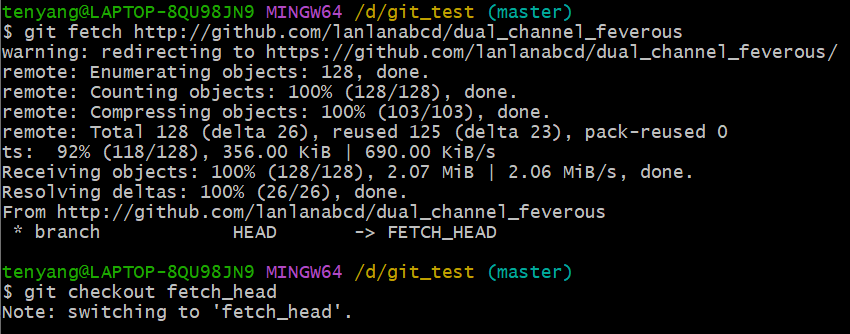 tenyang@LAPTOP-8QU98JN9 MINGW64 /d/git_test (master)
$ git fetch http://github.com/lanlanabcd/dual_channel_feverous
warning: redirecting to https://github.com/lanlanabcd/dual_channel_feverous/
remote: Enumerating objects: 128, done.
remote: Counting objects: 100% (128/128), done.
remote: Compressing objects: 100% (103/103), done.
remote: Total 128 (delta 26), reused 125 (delta 23), pack-reused 0
ts:  92% (118/128), 356.00 KiB | 690.00 KiB/s
Receiving objects: 100% (128/128), 2.07 MiB | 2.06 MiB/s, done.
Resolving deltas: 100% (26/26), done.
From http://github.com/lanlanabcd/dual_channel_feverous
 * branch            HEAD       -> FETCH_HEAD
tenyang@LAPTOP-8QU98JN9 MINGW64 /d/git_test (master)
$ git checkout fetch_head
Note: switching to 'fetch_head'.